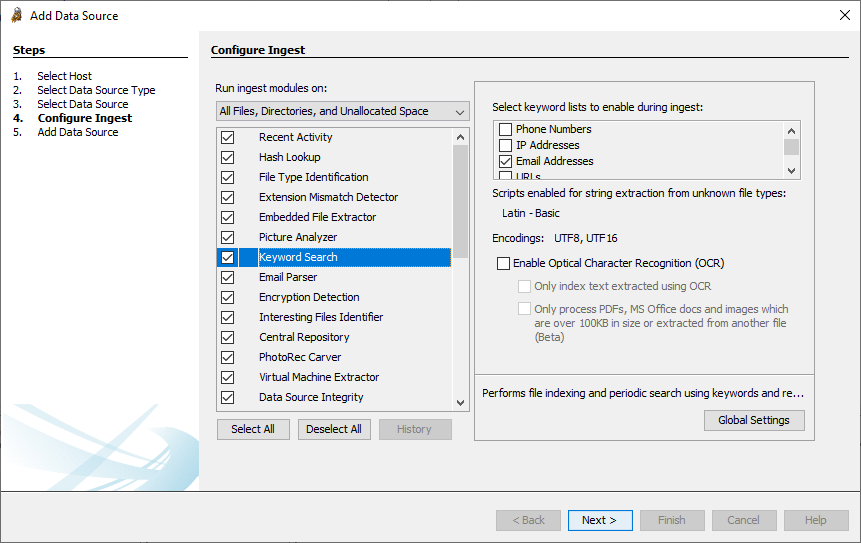 Add Data Source
Steps
1. Select Host
2. Select Data Source Type
3. Select Data Source
4. Configure Ingest
5. Add Data Source
Configure Ingest
Run ingest modules on:
All Files, Directories, and Unallocated Space
Recent Activity
Hash Lookup
File Type Identification
Extension Mismatch Detector
Embedded File Extractor
Picture Analyzer
Keyword Search
Email Parser
Encryption Detection
Interesting Files Identifier
Central Repository
PhotoRec Carver
Virtual Machine Extractor
Data Source Integrity
Select All
Deselect All
History
Select keyword lists to enable during ingest:
Phone Numbers
IP Addresses
Email Addresses
URLs
Scripts enabled for string extraction from unknown file types:
Latin - Basic
Encodings: UTF8, UTF16
Enable Optical Character Recognition (OCR)
Only index text extracted using OCR
Only process PDFs, MS Office docs and images which
are over 100KB in size or extracted from another file
(Beta)
Performs file indexing and periodic search using keywords and re...
Global Settings
< Back
Next >
Finish
Cancel
Help